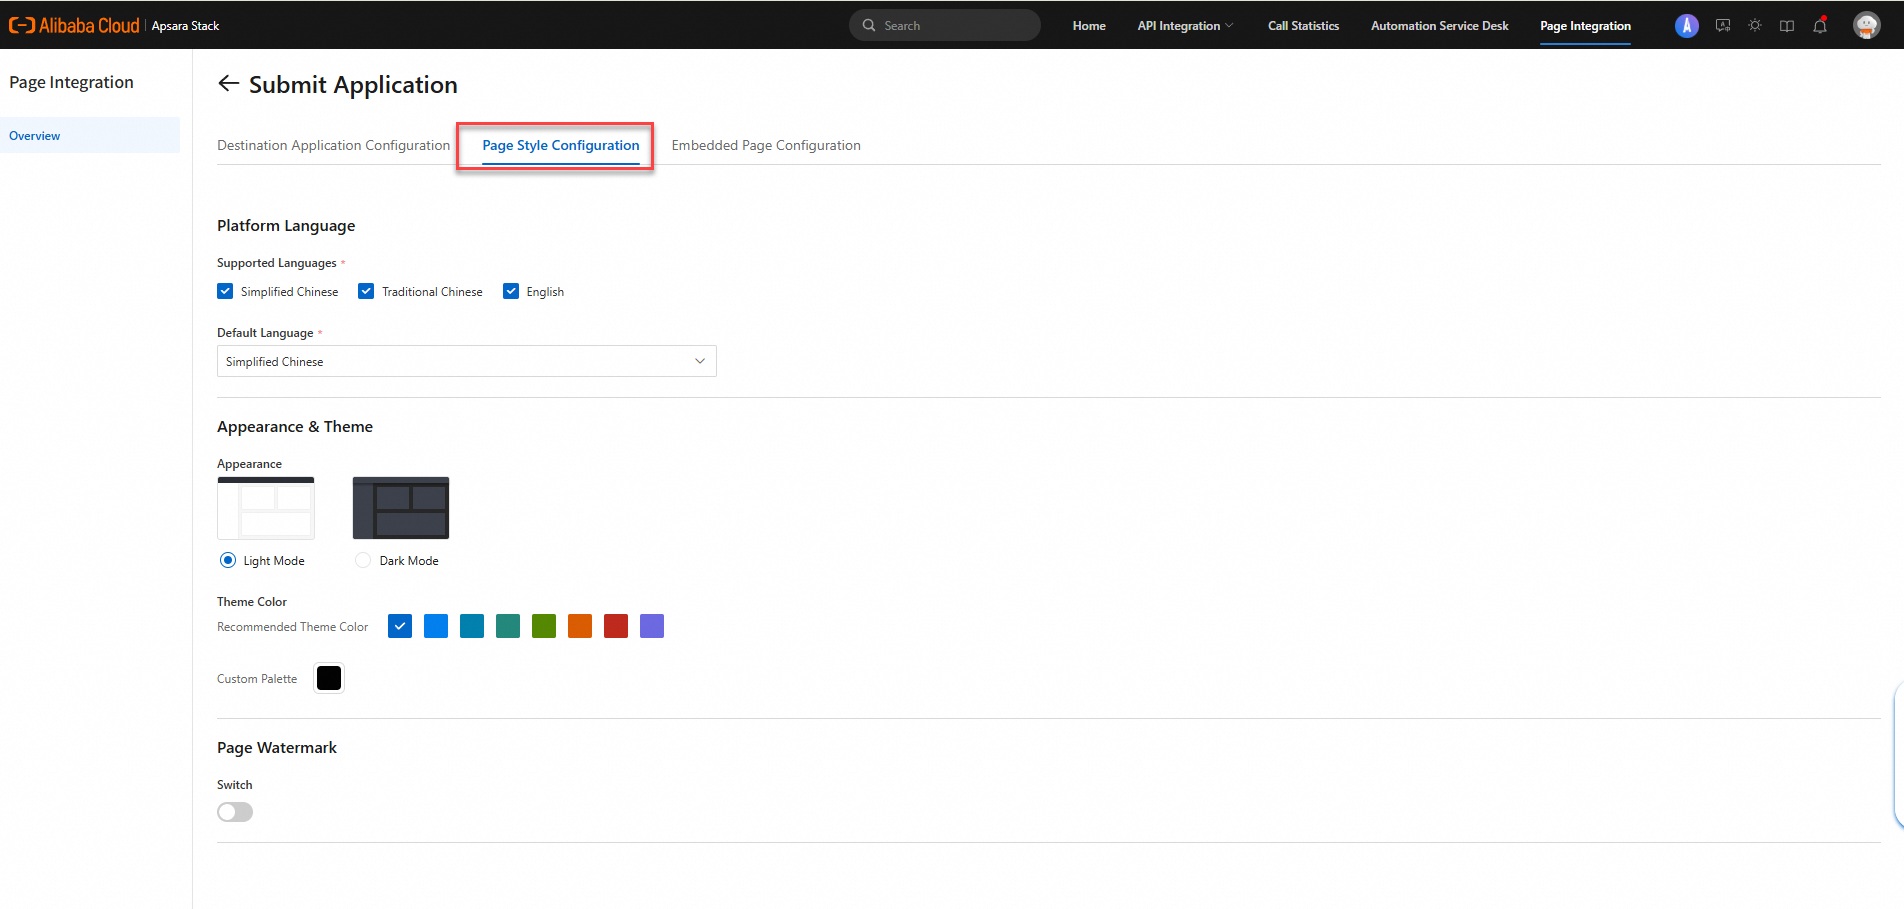 Alibaba Cloud Apsara Stack
Search
Home API Integration Call Statistics Automation Service Desk Page Integration
Page Integration
Overview
Submit Application
Destination Application Configuration Page Style Configuration Embedded Page Configuration
Platform Language
Supported Languages *
Simplified Chinese Traditional Chinese English
Default Language *
Simplified Chinese
Appearance & Theme
Appearance
Light Mode Dark Mode
Theme Color
Recommended Theme Color
Custom Palette
Page Watermark
Switch